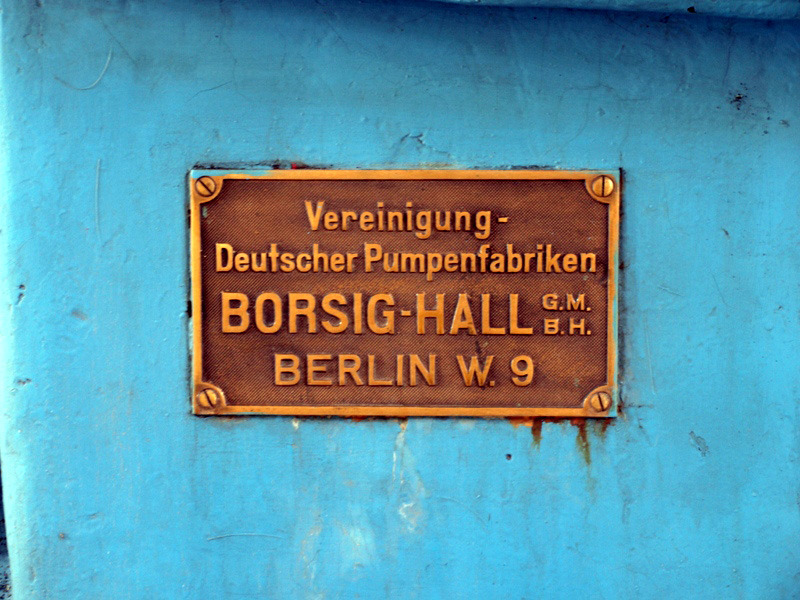 Vereinigung-
Deutscher Pumpenfabriken
BORSIG-HALL G.M.B.H.
BERLIN W. 9